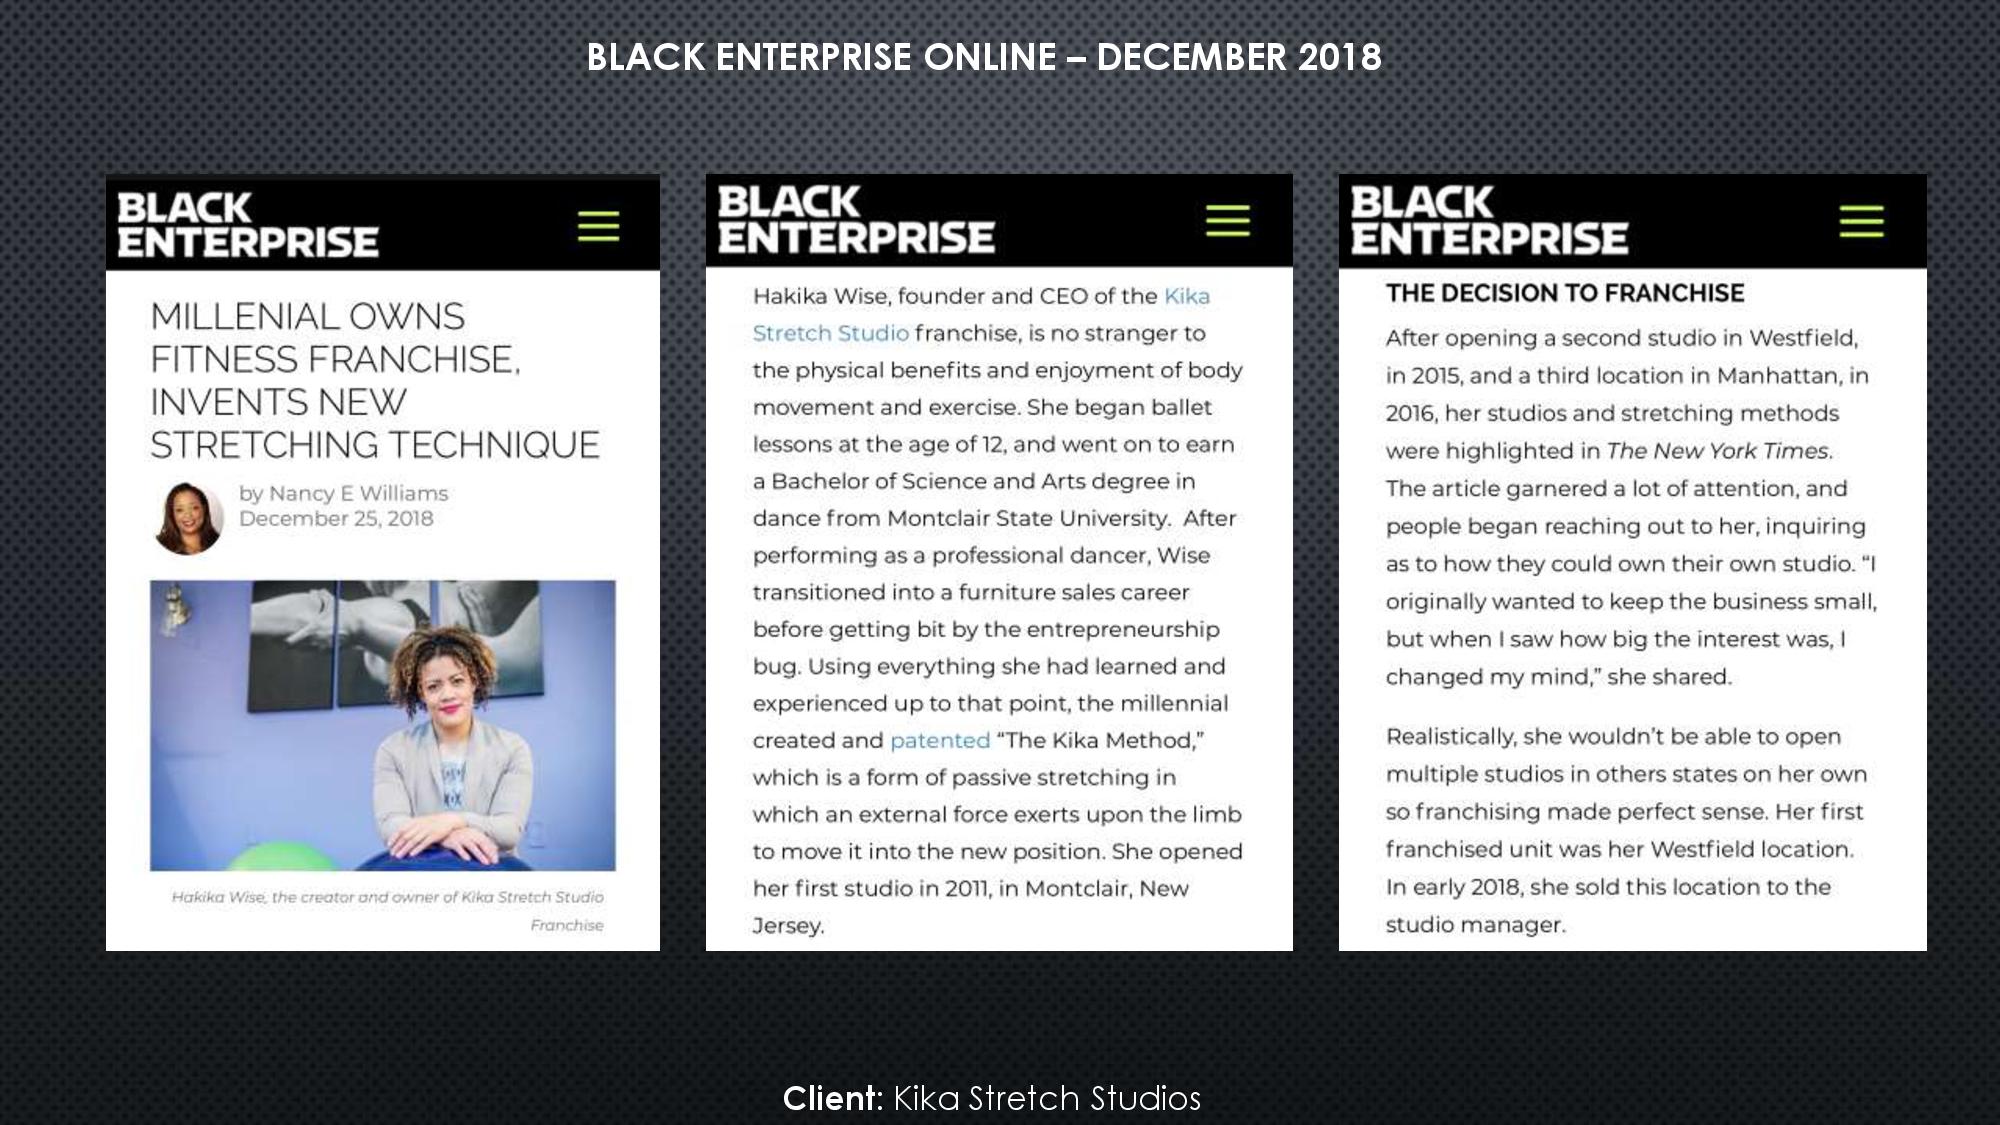 BLACK ENTERPRISE ONLINE – DECEMBER 2018
BLACK
ENTERPRISE
MILLENIAL OWNS
FITNESS FRANCHISE,
INVENTS NEW
STRETCHING TECHNIQUE
by Nancy E Williams
December 25, 2018
Hakika Wise, the creator and owner of Kika Stretch Studio
Franchise
BLACK
ENTERPRISE
Hakika Wise, founder and CEO of the Kika
Stretch Studio franchise, is no stranger to
the physical benefits and enjoyment of body
movement and exercise. She began ballet
lessons at the age of 12, and went on to earn
a Bachelor of Science and Arts degree in
dance from Montclair State University.  After
performing as a professional dancer, Wise
transitioned into a furniture sales career
before getting bit by the entrepreneurship
bug. Using everything she had learned and
experienced up to that point, the millennial
created and patented “The Kika Method,”
which is a form of passive stretching in
which an external force exerts upon the limb
to move it into the new position. She opened
her first studio in 2011, in Montclair, New
Jersey.
BLACK
ENTERPRISE
THE DECISION TO FRANCHISE
After opening a second studio in Westfield,
in 2015, and a third location in Manhattan, in
2016, her studios and stretching methods
were highlighted in The New York Times.
The article garnered a lot of attention, and
people began reaching out to her, inquiring
as to how they could own their own studio. “I
originally wanted to keep the business small,
but when I saw how big the interest was, I
changed my mind,” she shared.
Realistically, she wouldn’t be able to open
multiple studios in others states on her own
so franchising made perfect sense. Her first
franchised unit was her Westfield location.
In early 2018, she sold this location to the
studio manager.
Client: Kika Stretch Studios